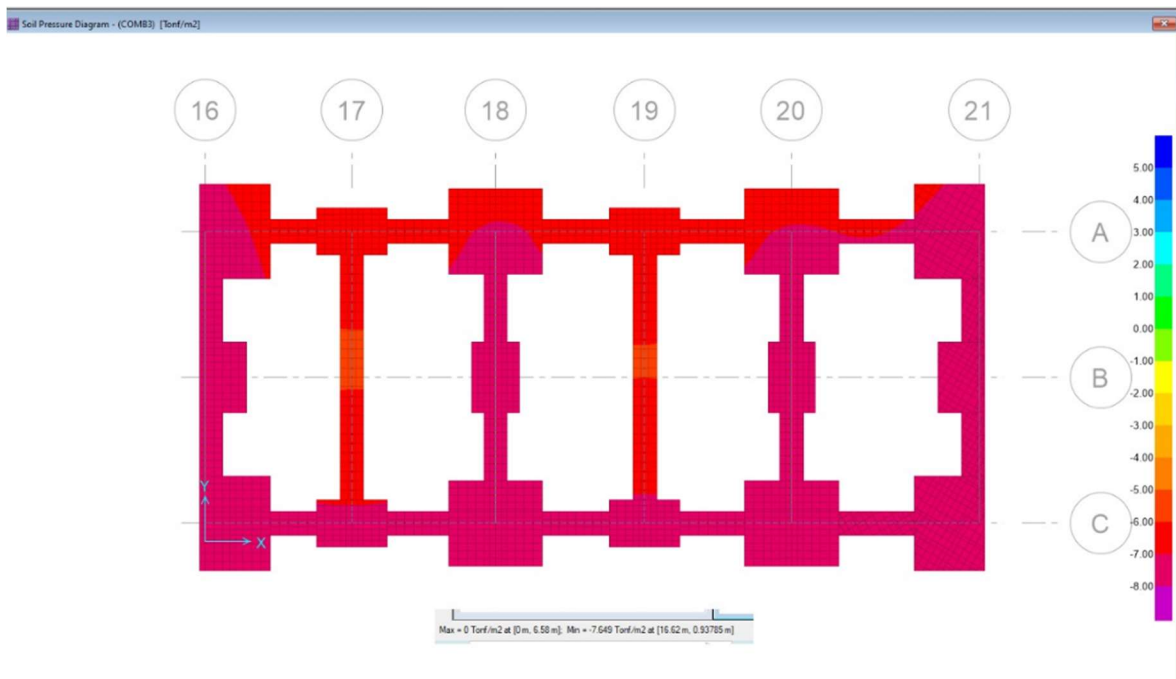 Soil Pressure Diagram - (COMB3) [Tonf/m2]
16 17 18 19 20 21
A
B
C
5.00
4.00
3.00
2.00
1.00
0.00
-1.00
-2.00
-3.00
-4.00
-5.00
-6.00
-7.00
-8.00
Y
X
Max = 0 Tonf/m2 at [0 m, 6.58 m]; Min = -7.649 Tonf/m2 at [16.62 m, 0.93785 m]